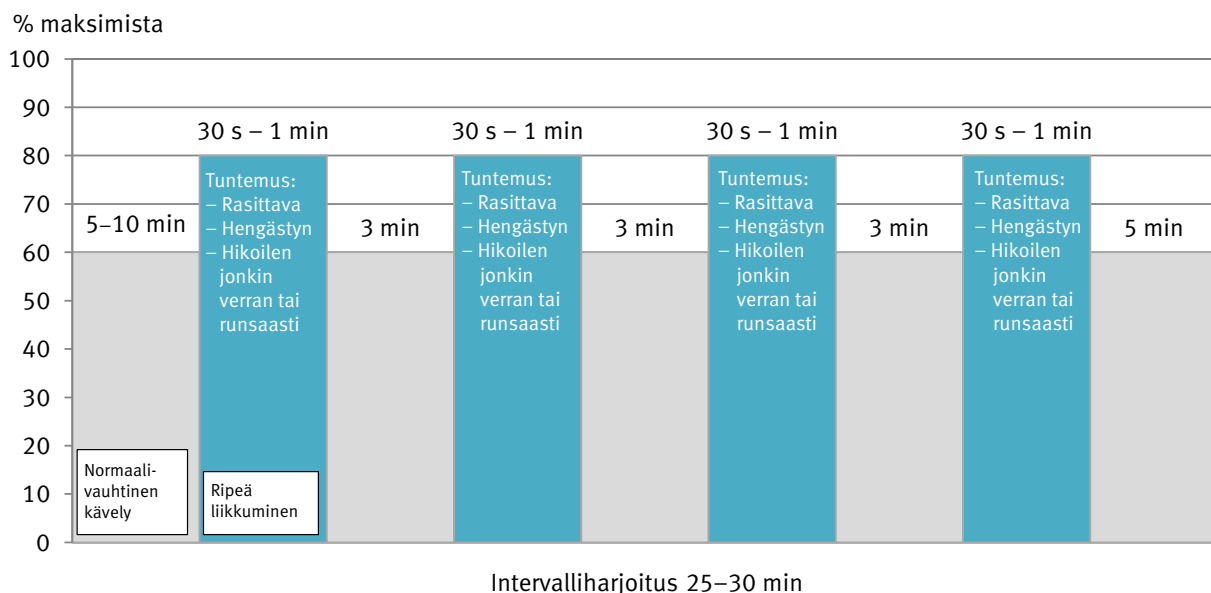 % maksimista
100
90
80
70
60
50
40
30
20
10
0
5–10 min
Normaali-
vauhtinen
kävely
30 s – 1 min
Tuntemus:
– Rasittava
– Hengästyn
– Hikoilen
jonkin
verran tai
runsaasti
Ripeä
liikkuminen
3 min
30 s – 1 min
Tuntemus:
– Rasittava
– Hengästyn
– Hikoilen
jonkin
verran tai
runsaasti
3 min
30 s – 1 min
Tuntemus:
– Rasittava
– Hengästyn
– Hikoilen
jonkin
verran tai
runsaasti
3 min
30 s – 1 min
Tuntemus:
– Rasittava
– Hengästyn
– Hikoilen
jonkin
verran tai
runsaasti
5 min
Intervalliharjoitus 25–30 min